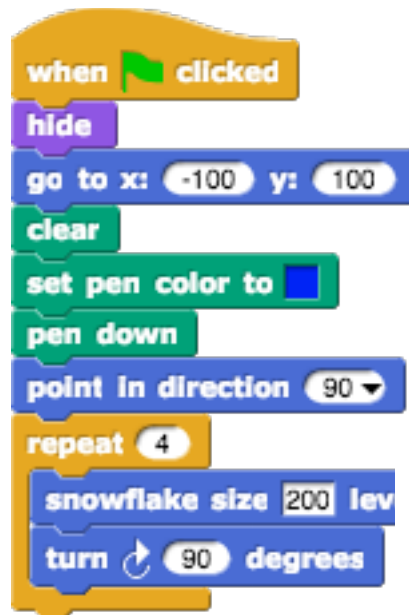 when clicked
hide
go to x: -100 y: 100
clear
set pen color to
pen down
point in direction 90
repeat 4
snowflake size 200 lev
turn 90 degrees